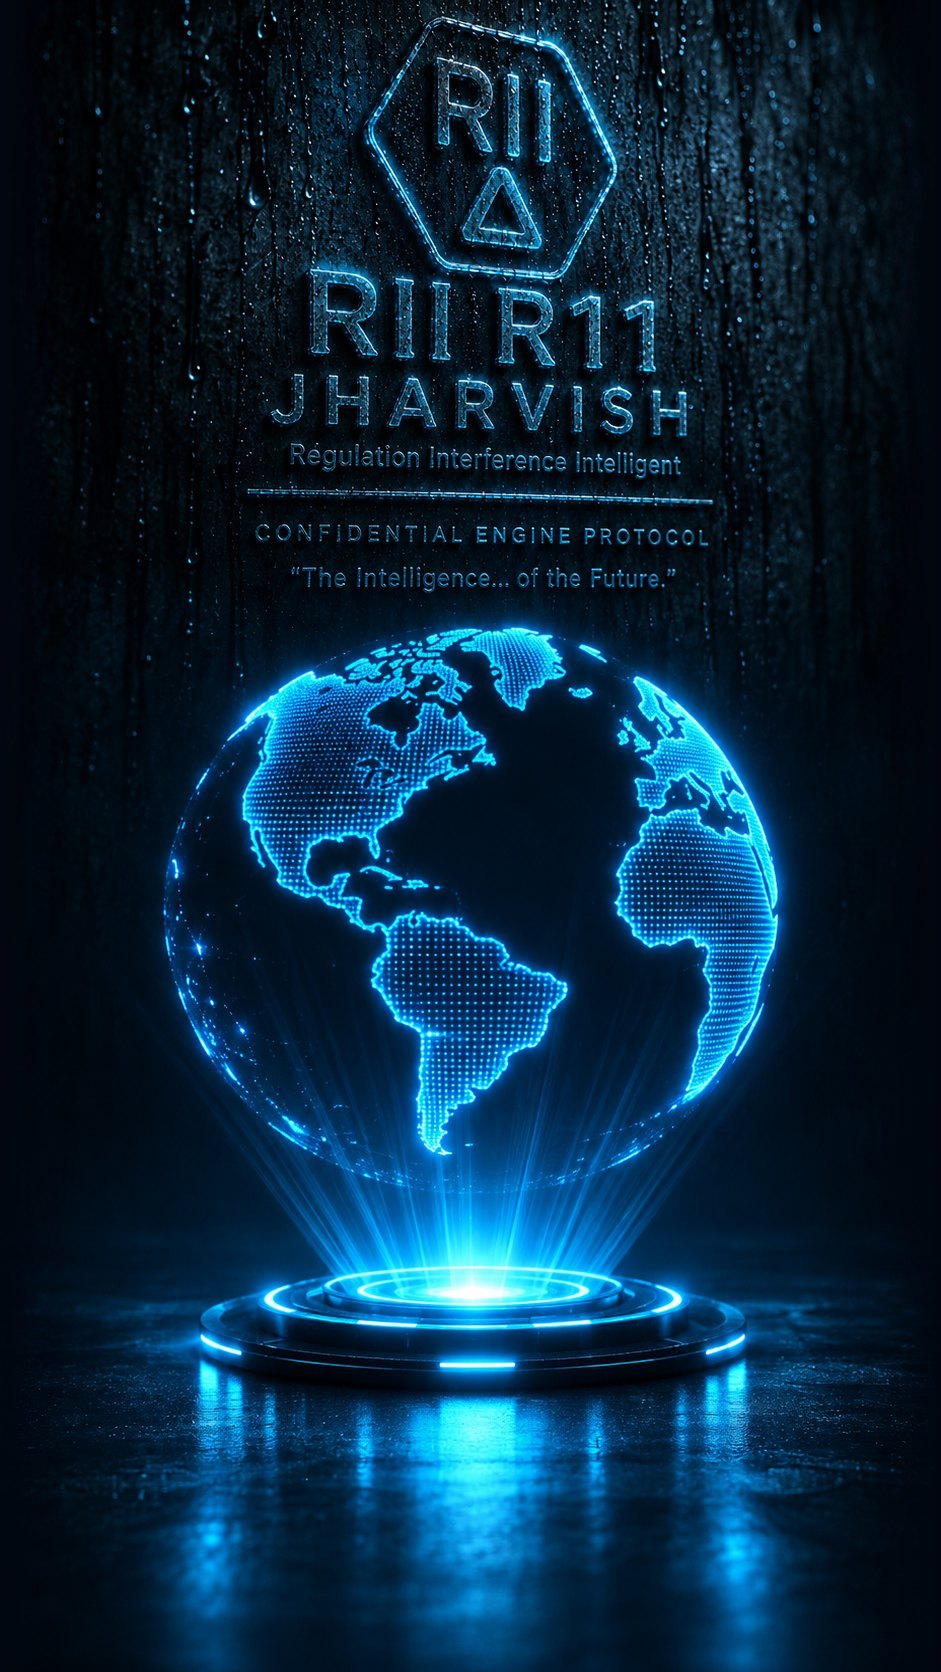 RII
RII R11
JHARVISH
Regulation Interference Intelligent
CONFIDENTIAL ENGINE PROTOCOL
“The Intelligence... of the Future.”